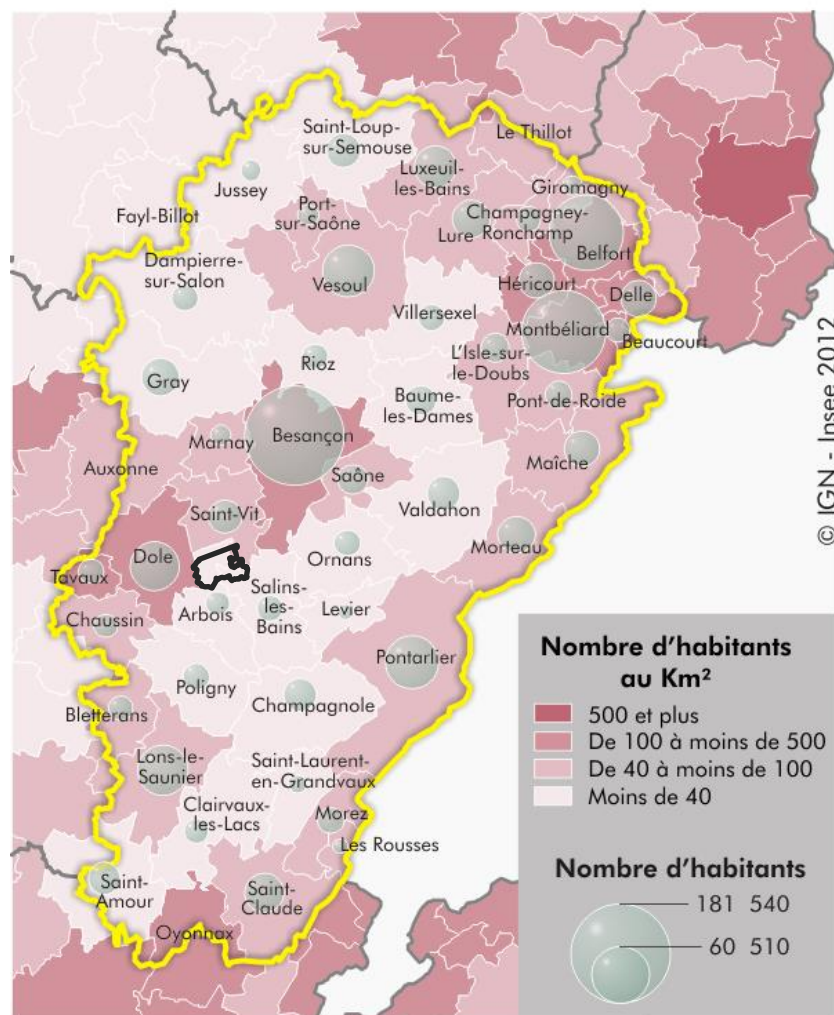 Saint-Loup-
sur-Semouse
Le Thillot
Luxeuil-
les-Bains
Jussey
Giromagny
Fayl-Billot
Port-
sur-Saône
Champagney-
Ronchamp
Lure
Belfort
Dampierre-
sur-Salon
Vesoul
Héricourt
Delle
Villersexel
Montbéliard
Beaucourt
L'Isle-sur-
le-Doubs
Rioz
Gray
Baume-
les-Dames
Pont-de-Roide
Besançon
Marnay
Auxonne
Saône
Maîche
Valdahon
Saint-Vit
Morteau
Ornans
Dole
Tavaux
Salins-
les-
Bains
Levier
Arbois
Chaussin
Pontarlier
Poligny
Champagnole
Bletterans
Lons-le-
Saunier
Saint-Laurent-
en-Grandvaux
Clairvaux-
les-Lacs
Morez
Les Rousses
Saint-
Amour
Saint-
Claude
Oyonnax
© IGN - Insee 2012
Nombre d'habitants
au Km²
500 et plus
De 100 à moins de 500
De 40 à moins de 100
Moins de 40
Nombre d'habitants
181 540
60 510